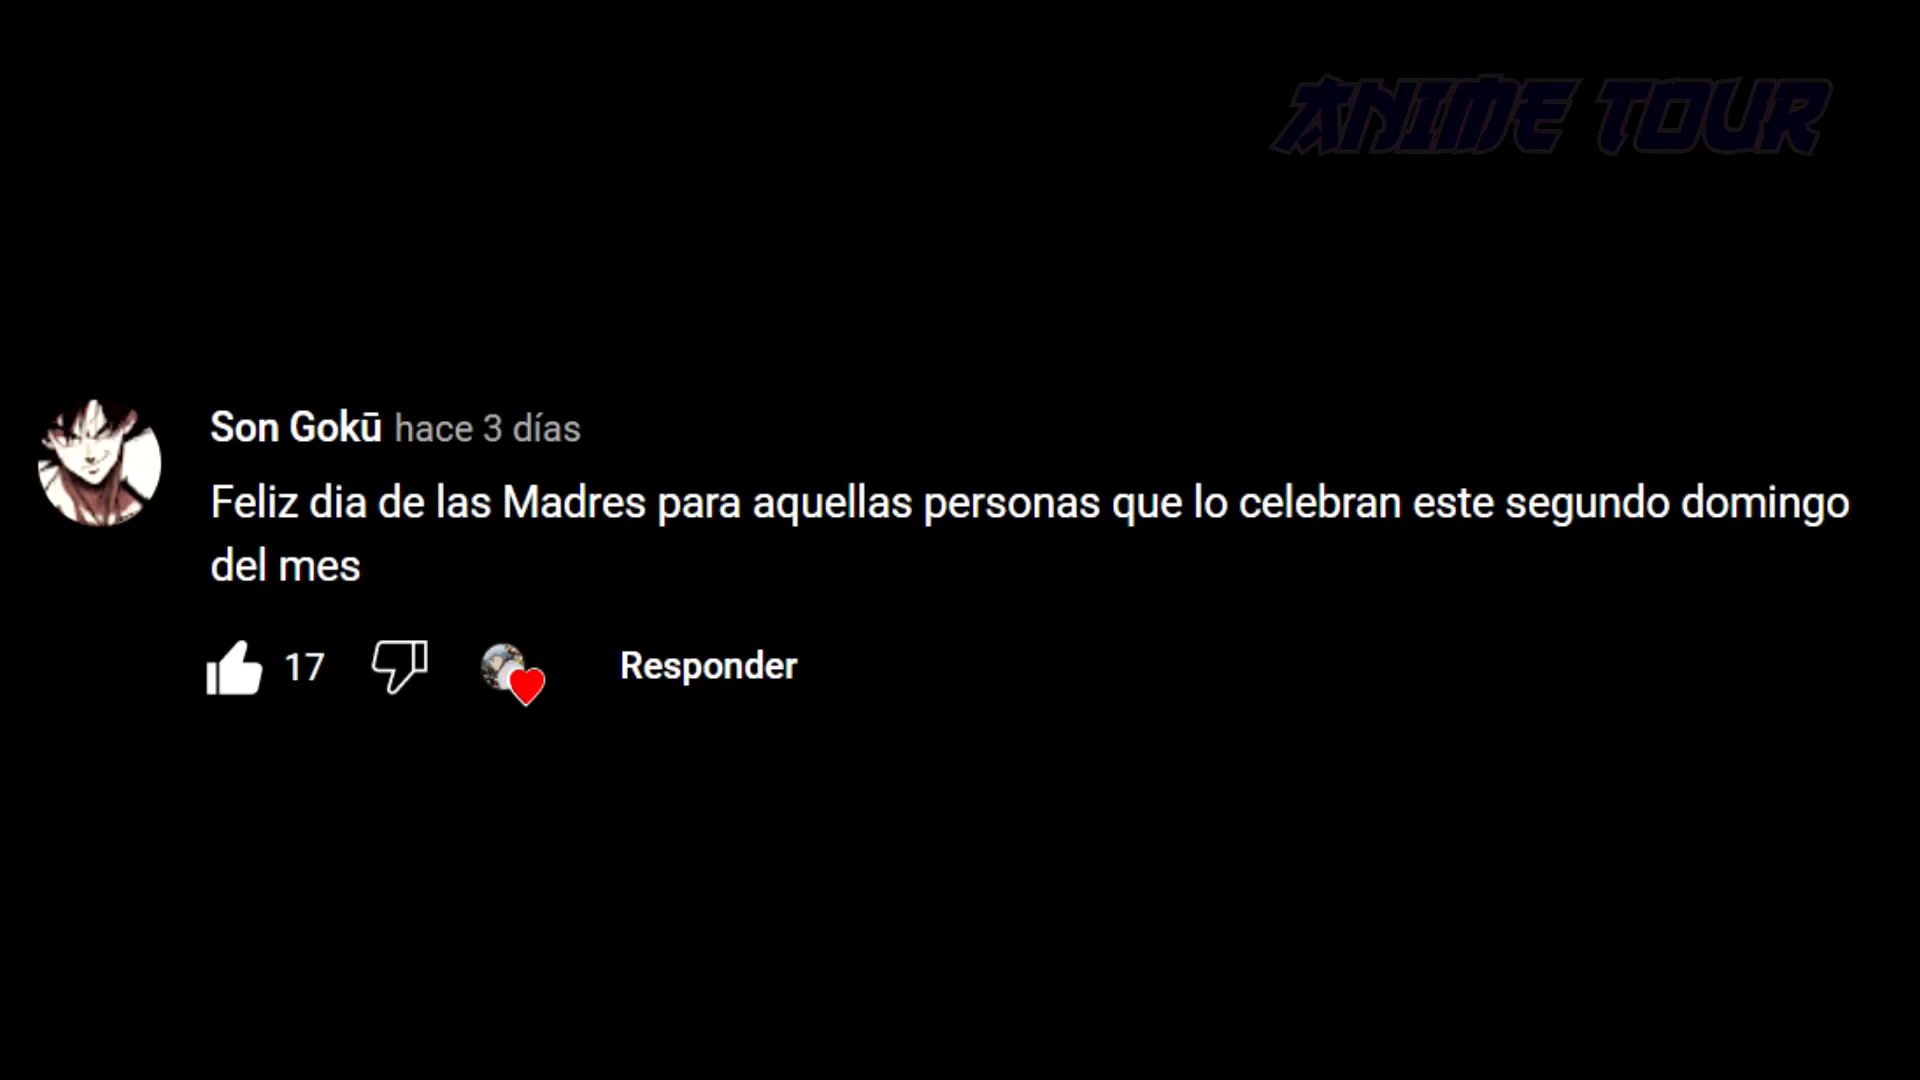 ANIME TOUR
Son Gokū hace 3 días
Feliz dia de las Madres para aquellas personas que lo celebran este segundo domingo
del mes
17
Responder